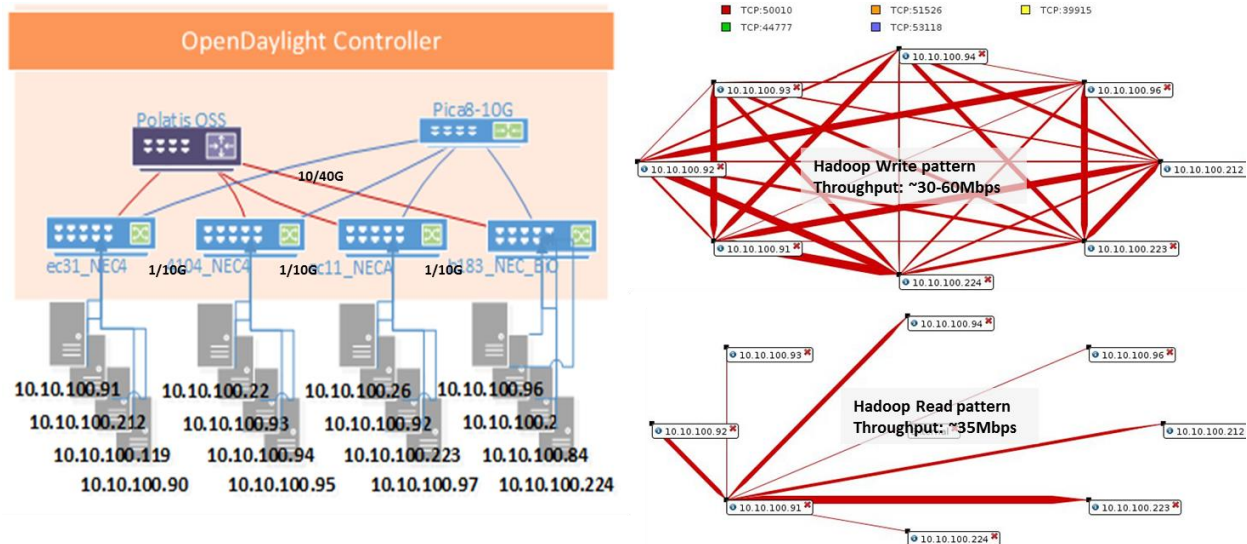 OpenDaylight Controller
Polatis OSS
Pica8-10G
10/40G
ec31_NEC4
1/10G
4104_NEC4
1/10G
ec11_NECA
1/10G
b183_NEC_BIO
10.10.100.91
10.10.100.212
10.10.100.119
10.10.100.90
10.10.100.22
10.10.100.93
10.10.100.94
10.10.100.95
10.10.100.26
10.10.100.92
10.10.100.223
10.10.100.97
10.10.100.96
10.10.100.2
10.10.100.84
10.10.100.224
TCP:50010
TCP:51526
TCP:39915
TCP:44777
TCP:53118
10.10.100.94
10.10.100.93
10.10.100.96
10.10.100.92
Hadoop Write pattern
Throughput: ~30-60Mbps
10.10.100.212
10.10.100.91
10.10.100.223
10.10.100.224
10.10.100.94
10.10.100.93
10.10.100.96
10.10.100.92
Hadoop Read pattern
Throughput: ~35Mbps
10.10.100.212
10.10.100.91
10.10.100.223
10.10.100.224